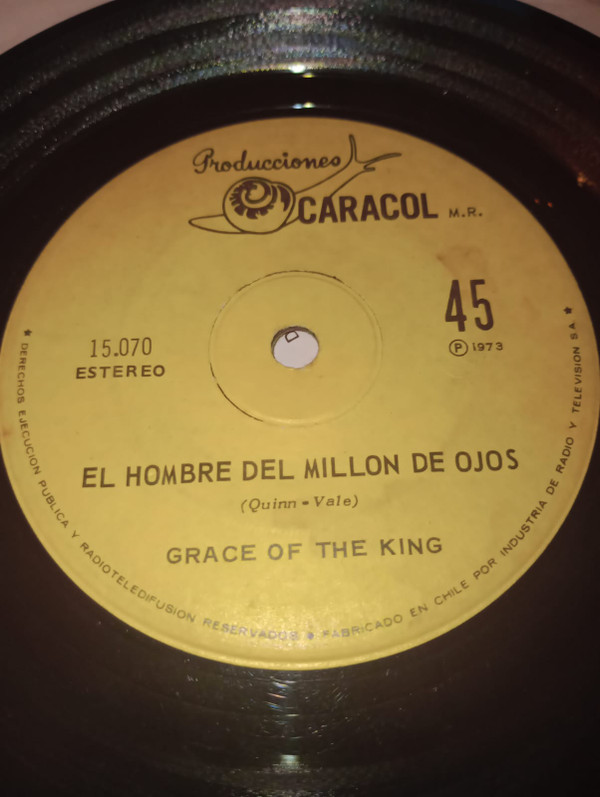 Producciones
CARACOL M.R.
45
℗ 1973
15.070
ESTEREO
EL HOMBRE DEL MILLON DE OJOS
(Quinn - Vale)
GRACE OF THE KING
★ DERECHOS EJECUCION PUBLICA Y RADIOTELEDIFUSION RESERVADOS ● FABRICADO EN CHILE POR INDUSTRIA DE RADIO Y TELEVISION S A ★